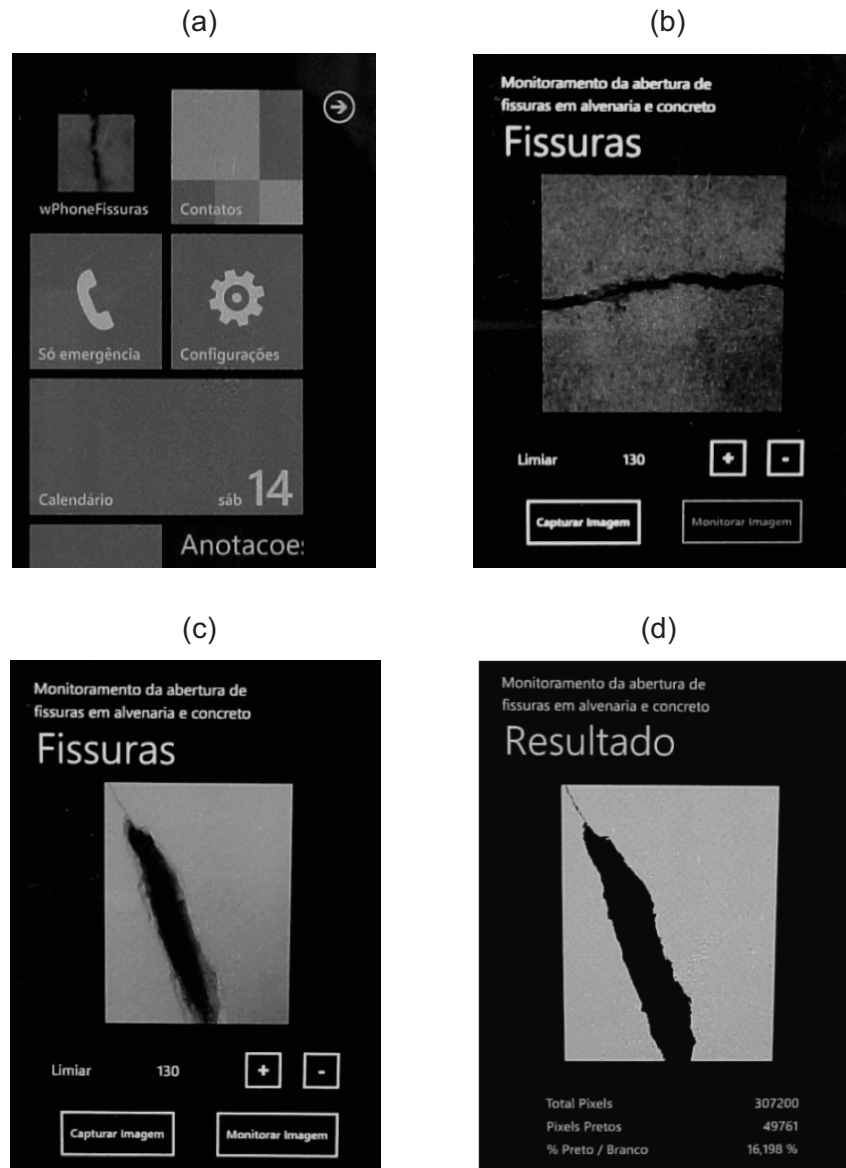 (a)
wPhoneFissuras
Contatos
Só emergência
Configurações
Calendário
sáb 14
Anotacoe
(b)
Monitoramento da abertura de
fissuras em alvenaria e concreto
Fissuras
Limiar 130 + -
Capturar Imagem
Monitorar Imagem
(c)
Monitoramento da abertura de
fissuras em alvenaria e concreto
Fissuras
Limiar 130 + -
Capturar Imagem
Monitorar Imagem
(d)
Monitoramento da abertura de
fissuras em alvenaria e concreto
Resultado
Total Pixels 307200
Pixels Pretos 49761
% Preto / Branco 16,198 %